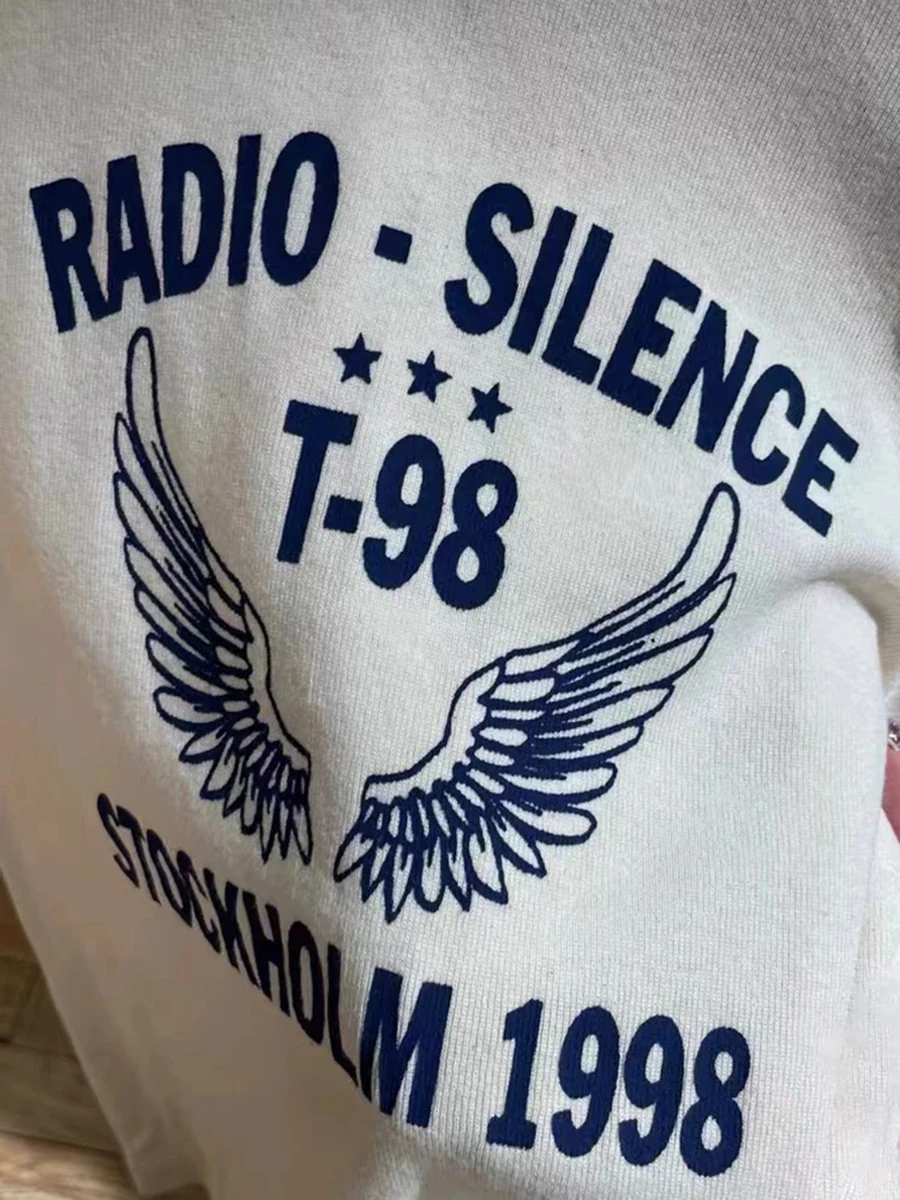 RADIO - SILENCE
T-98
STOCKHOLM 1998